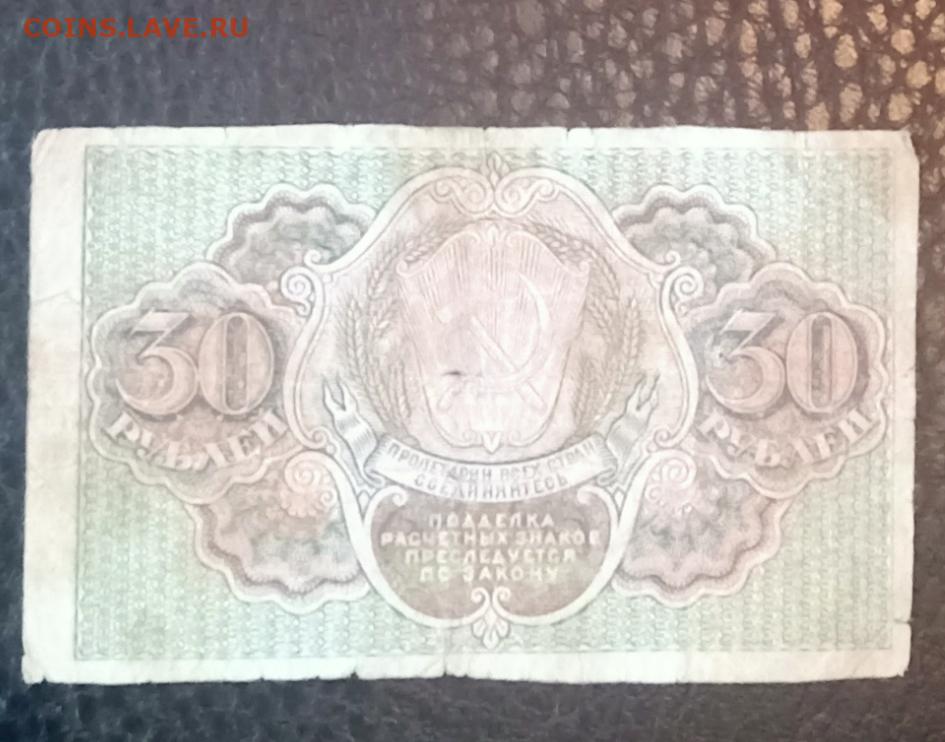 COINS.LAVE.RU
30
РУБЛЕЙ
30
РУБЛЕЙ
ПРОЛЕТАРИИ ВСЕХ СТРАН
СОЕДИНЯЙТЕСЬ
ПОДДЕЛКА
РАСЧЕТНЫХ ЗНАКОВ
ПРЕСЛЕДУЕТСЯ
ПО ЗАКОНУ